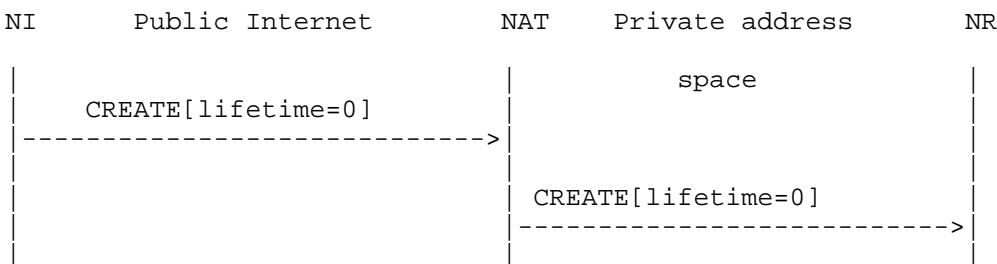 NI Public Internet NAT Private address NR
space
CREATE[lifetime=0]
----------------------------->
CREATE[lifetime=0]
--------------------------->